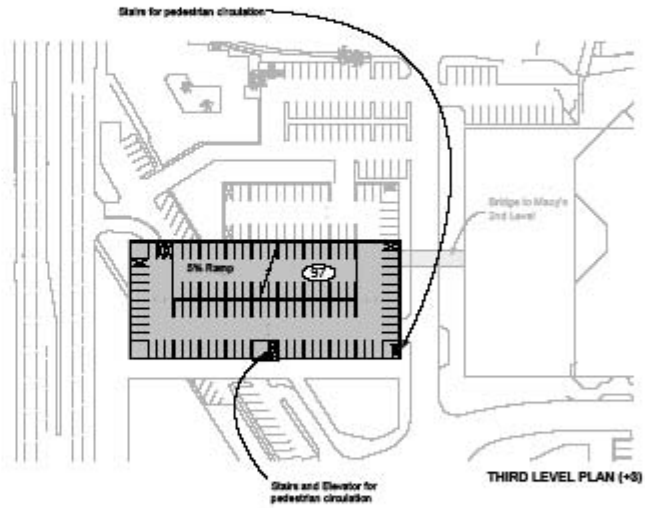 Stairs for pedestrian circulation
Bridge to Macy's
2nd Level
5% Ramp
97
THIRD LEVEL PLAN (+3)
Stairs and Elevator for
pedestrian circulation